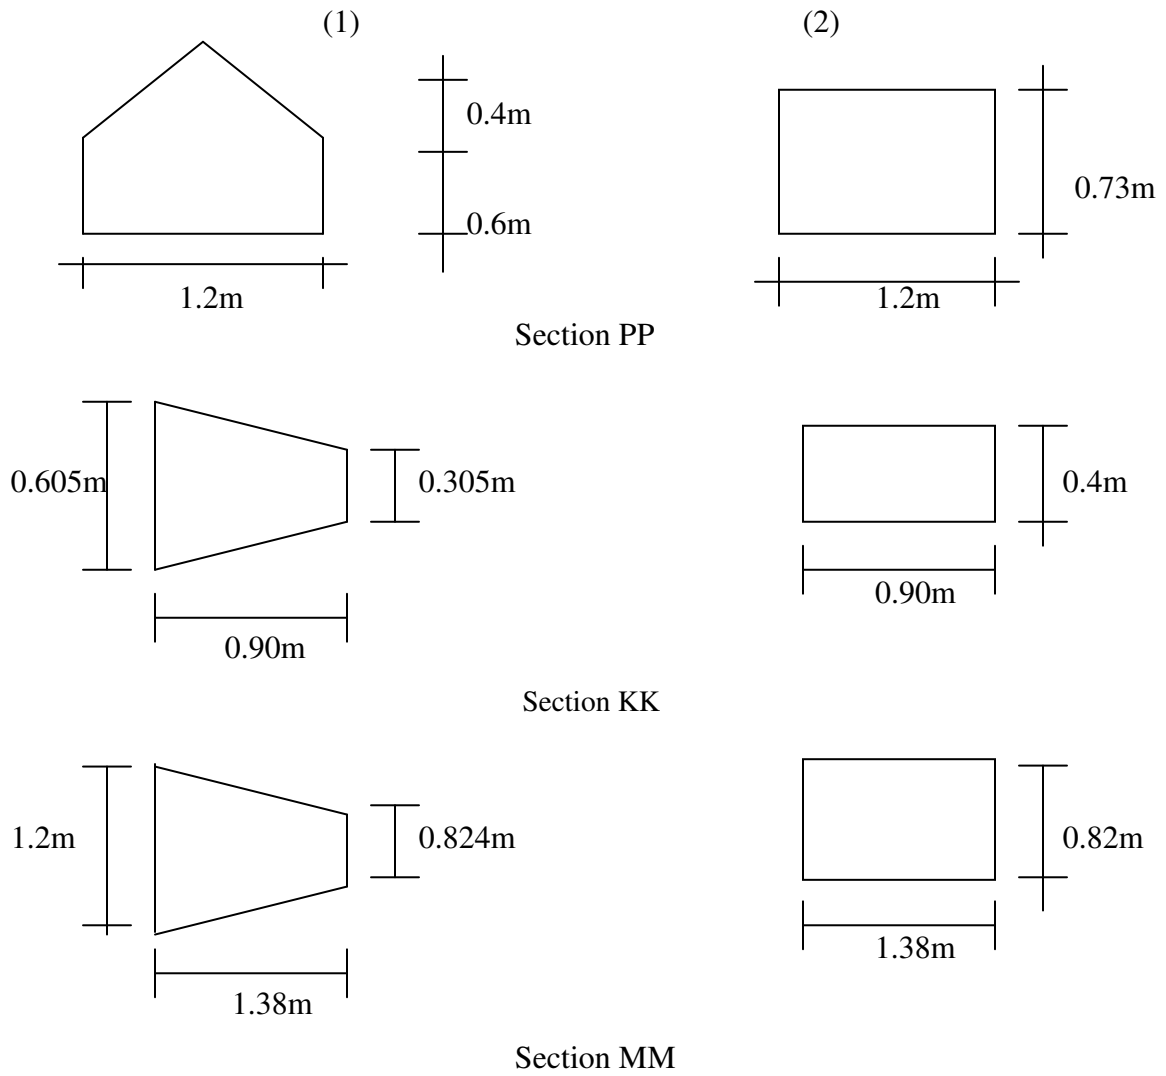 (1) (2)
0.4m
0.73m
0.6m
1.2m 1.2m
Section PP
0.605m 0.305m 0.4m
0.90m
0.90m
Section KK
1.2m 0.824m 0.82m
1.38m
1.38m
Section MM